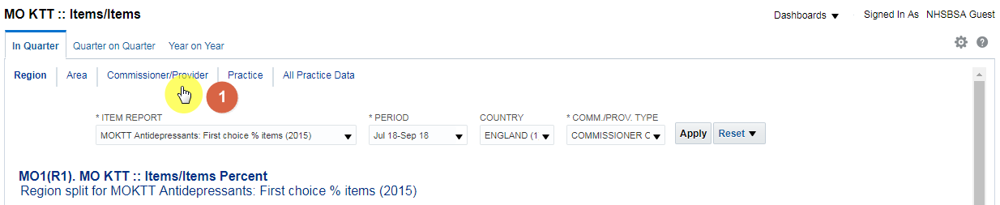 MO KTT :: Items/Items
Dashboards
Signed In As NHSBSA Guest
In Quarter Quarter on Quarter Year on Year
Region Area Commissioner/Provider Practice All Practice Data
1
* ITEM REPORT * PERIOD COUNTRY * COMM./PROV. TYPE
MOKTT Antidepressants: First choice % items (2015) Jul 18-Sep 18 ENGLAND (1 COMMISSIONER C Apply Reset
MO1(R1). MO KTT :: Items/Items Percent
Region split for MOKTT Antidepressants: First choice % items (2015)